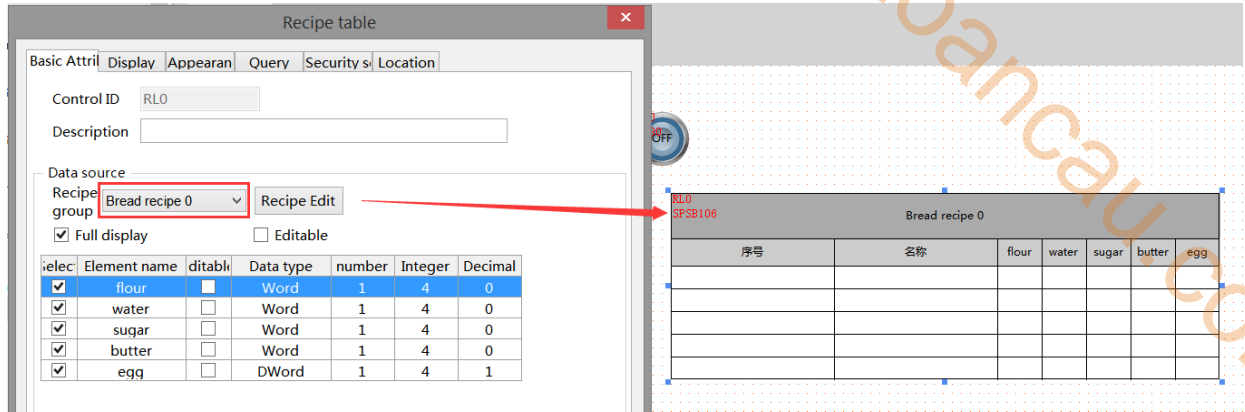 Recipe table
x
Basic Attril Display Appearan Query Security s Location
Control ID RL0
Description
Data source
Recipe group Bread recipe 0 Recipe Edit
Full display Editable
Selec Element name ditabl Data type number Integer Decimal
flour Word 1 4 0
water Word 1 4 0
sugar Word 1 4 0
butter Word 1 4 0
egg DWord 1 4 1
OFF
RL0
SPSB106
Bread recipe 0
序号 名称 flour water sugar butter egg
oancau.co